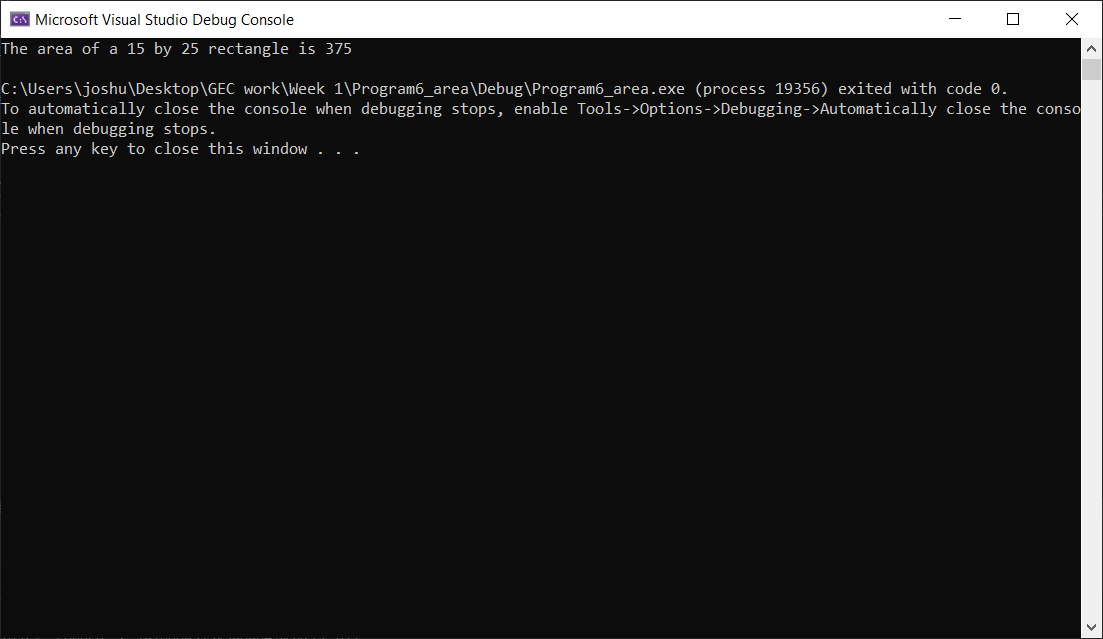 Microsoft Visual Studio Debug Console
The area of a 15 by 25 rectangle is 375
C:\Users\joshu\Desktop\GEC work\Week 1\Program6_area\Debug\Program6_area.exe (process 19356) exited with code 0.
To automatically close the console when debugging stops, enable Tools->Options->Debugging->Automatically close the conso
le when debugging stops.
Press any key to close this window . . .